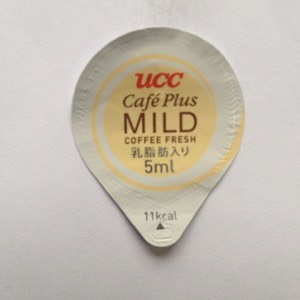 UCC
Café Plus
MILD
COFFEE FRESH
乳脂肪入り
5ml
11kcal